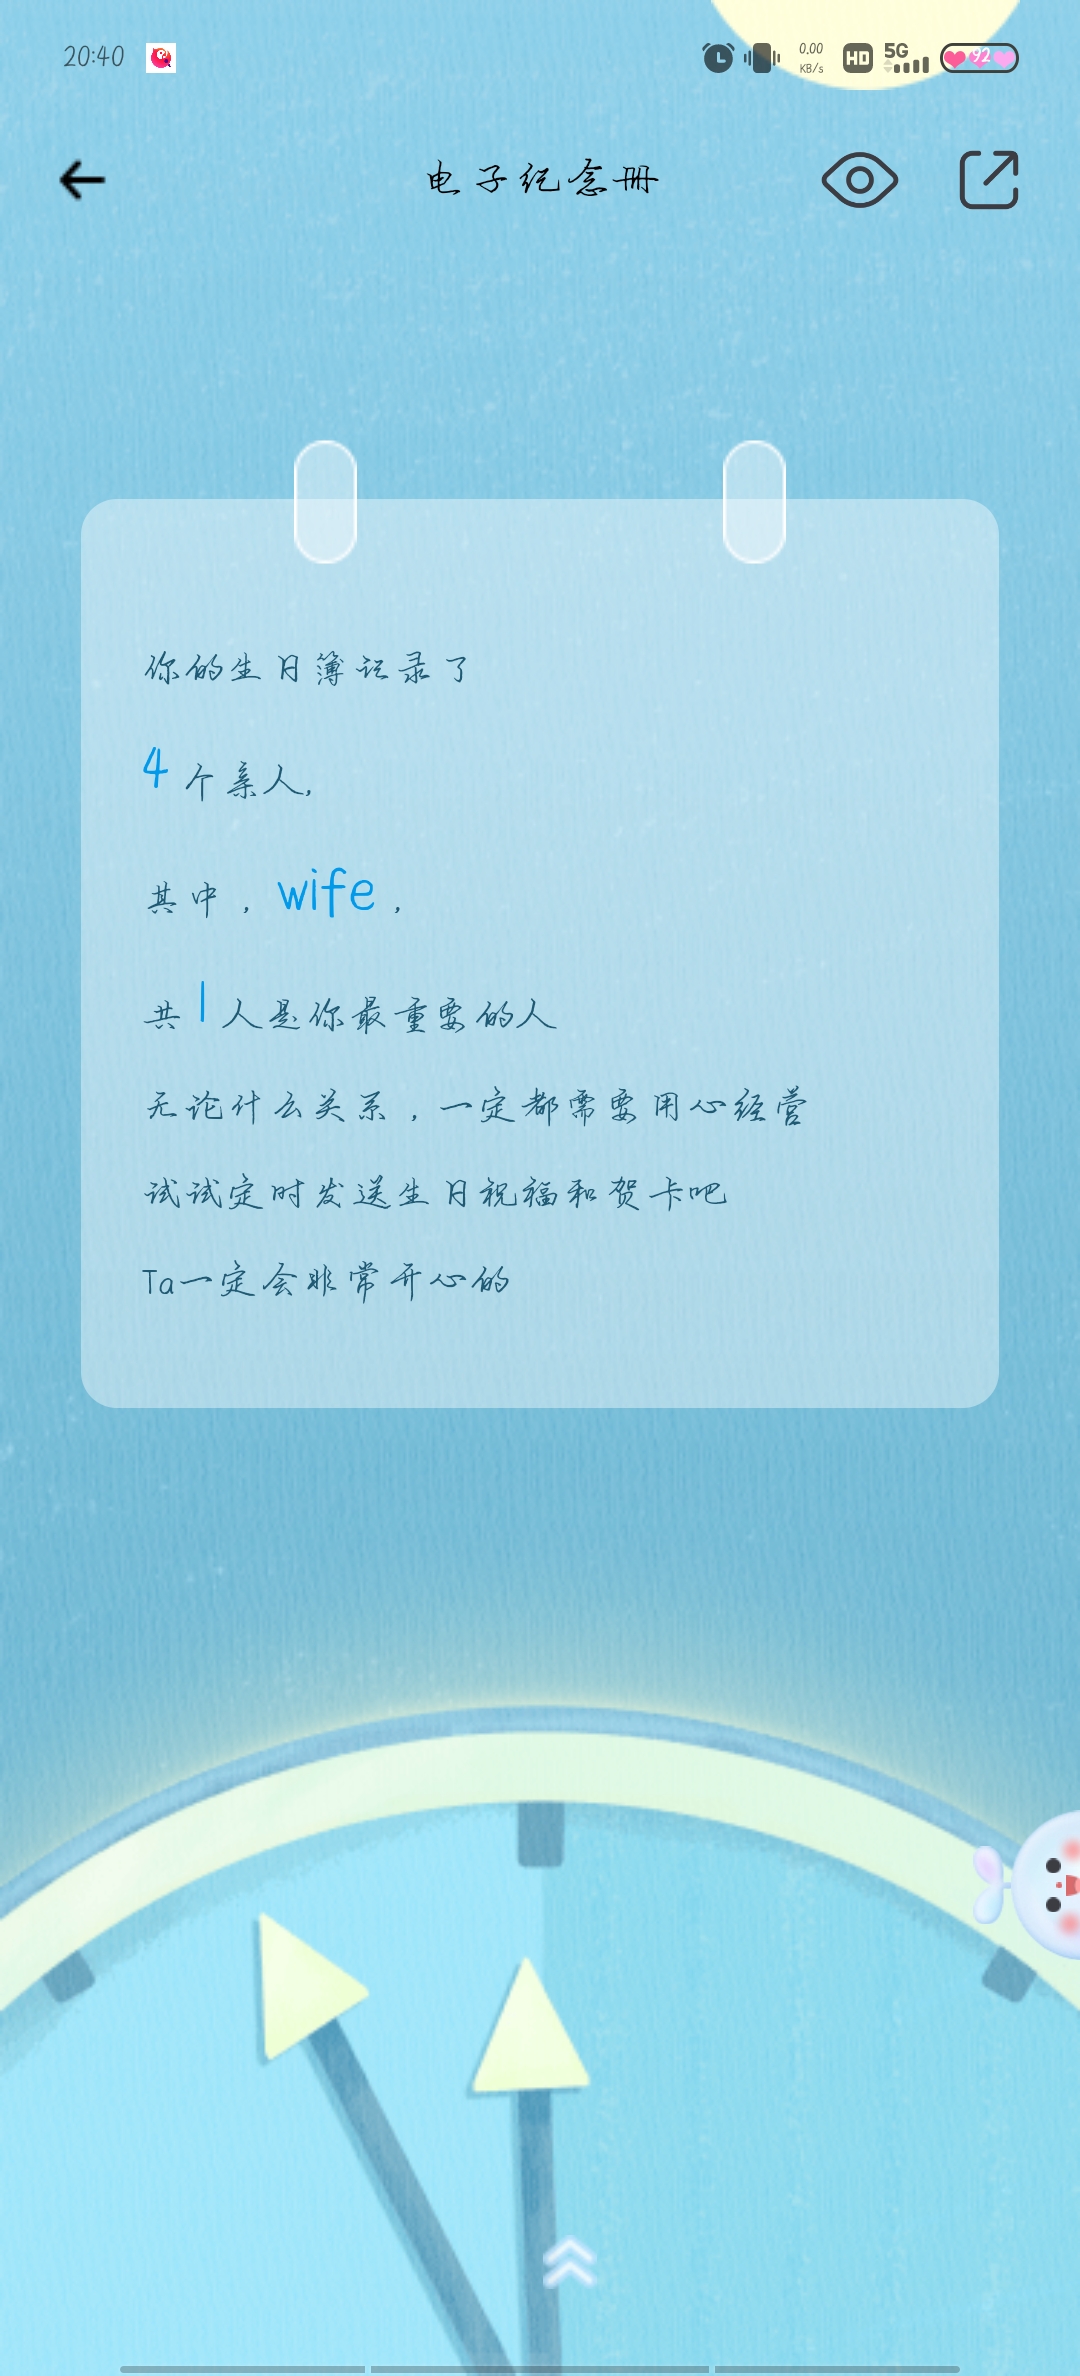 20:40
0.00 KB/s HD 5G 92
电子纪念册
你的生日簿记录了
4个亲人,
其中，wife，
共1人是你最重要的人
无论什么关系，一定都需要用心经营
试试定时发送生日祝福和贺卡吧
Ta一定会非常开心的